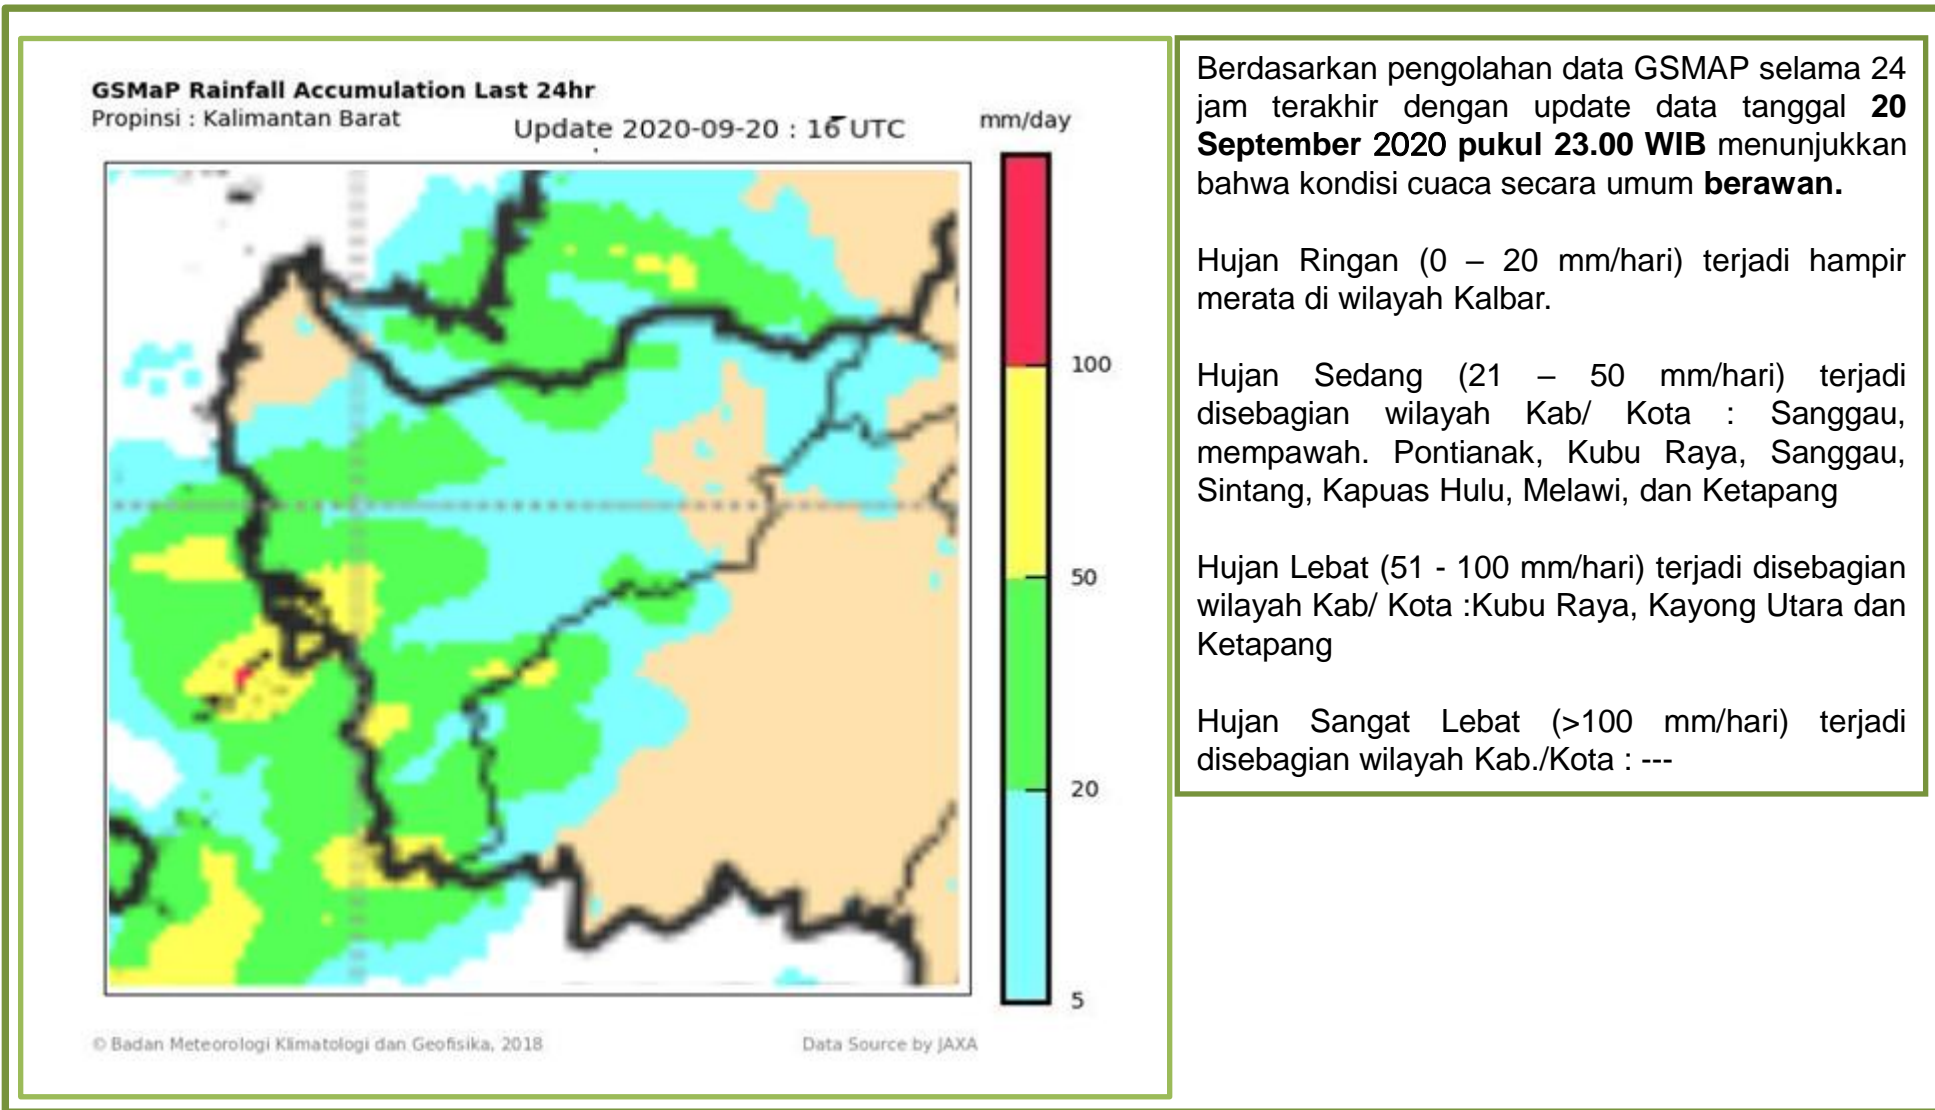 GSMaP Rainfall Accumulation Last 24hr
Propinsi : Kalimantan Barat
Update 2020-09-20 : 16 UTC
mm/day
100
50
20
5
© Badan Meteorologi Klimatologi dan Geofisika, 2018
Data Source by JAXA
Berdasarkan pengolahan data GSMAP selama 24
jam terakhir dengan update data tanggal 20
September 2020 pukul 23.00 WIB menunjukkan
bahwa kondisi cuaca secara umum berawan.
Hujan Ringan (0 – 20 mm/hari) terjadi hampir
merata di wilayah Kalbar.
Hujan Sedang (21 – 50 mm/hari) terjadi
disebagian wilayah Kab/ Kota : Sanggau,
mempawah. Pontianak, Kubu Raya, Sanggau,
Sintang, Kapuas Hulu, Melawi, dan Ketapang
Hujan Lebat (51 - 100 mm/hari) terjadi disebagian
wilayah Kab/ Kota :Kubu Raya, Kayong Utara dan
Ketapang
Hujan Sangat Lebat (>100 mm/hari) terjadi
disebagian wilayah Kab./Kota : ---